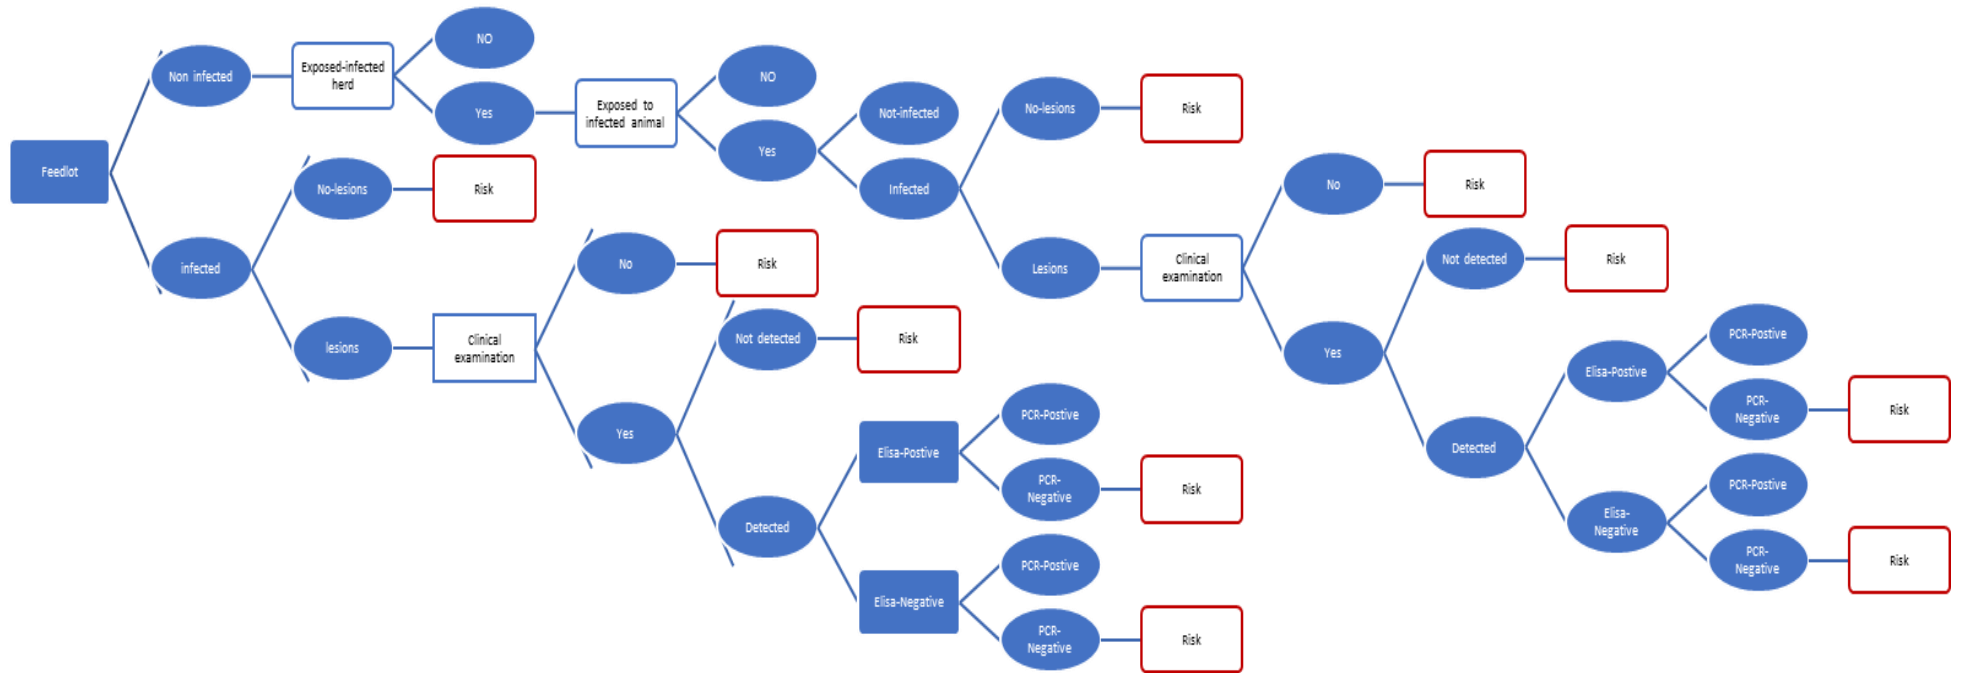 Feedlot
Non infected
Exposed-infected
herd
NO
Yes
Exposed to
infected animal
NO
Yes
Not-infected
Infected
No-lesions
Risk
Lesions
Clinical
examination
No
Risk
Yes
Not detected
Risk
Detected
Elisa-Postive
PCR-Postive
PCR-
Negative
Risk
Elisa-
Negative
PCR-Postive
PCR-
Negative
Risk
infected
No-lesions
Risk
lesions
Clinical
examination
No
Risk
Yes
Not detected
Risk
Detected
Elisa-Postive
PCR-Postive
PCR-
Negative
Risk
Elisa-Negative
PCR-Postive
PCR-
Negative
Risk